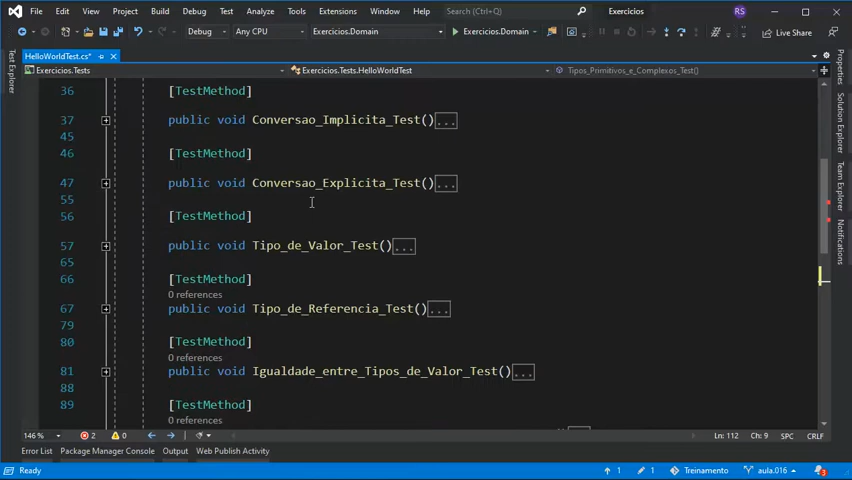 File Edit View Project Build Debug Test Analyze Tools Extensions Window Help Search (Ctrl+Q) Exercicios RS
Debug Any CPU Exercicios.Domain Exercicios.Domain Live Share
HelloWorldTest.cs*
Exercicios.Tests Exercicios.Tests.HelloWorldTest Tipos_Primitivos_e_Complexos_Test()
Test Explorer
36 [TestMethod]
37 public void Conversao_Implicita_Test()...
45
46 [TestMethod]
47 public void Conversao_Explicita_Test()...
55
56 [TestMethod]
57 public void Tipo_de_Valor_Test()...
65
66 [TestMethod]
0 references
67 public void Tipo_de_Referencia_Test()...
79
80 [TestMethod]
0 references
81 public void Igualdade_entre_Tipos_de_Valor_Test()...
88
89 [TestMethod]
0 references
Properties
Solution Explorer
Team Explorer
Notifications
146 % 2 0 Ln: 112 Ch: 9 SPC CRLF
Error List Package Manager Console Output Web Publish Activity
Ready 1 1 Treinamento aula.016 3